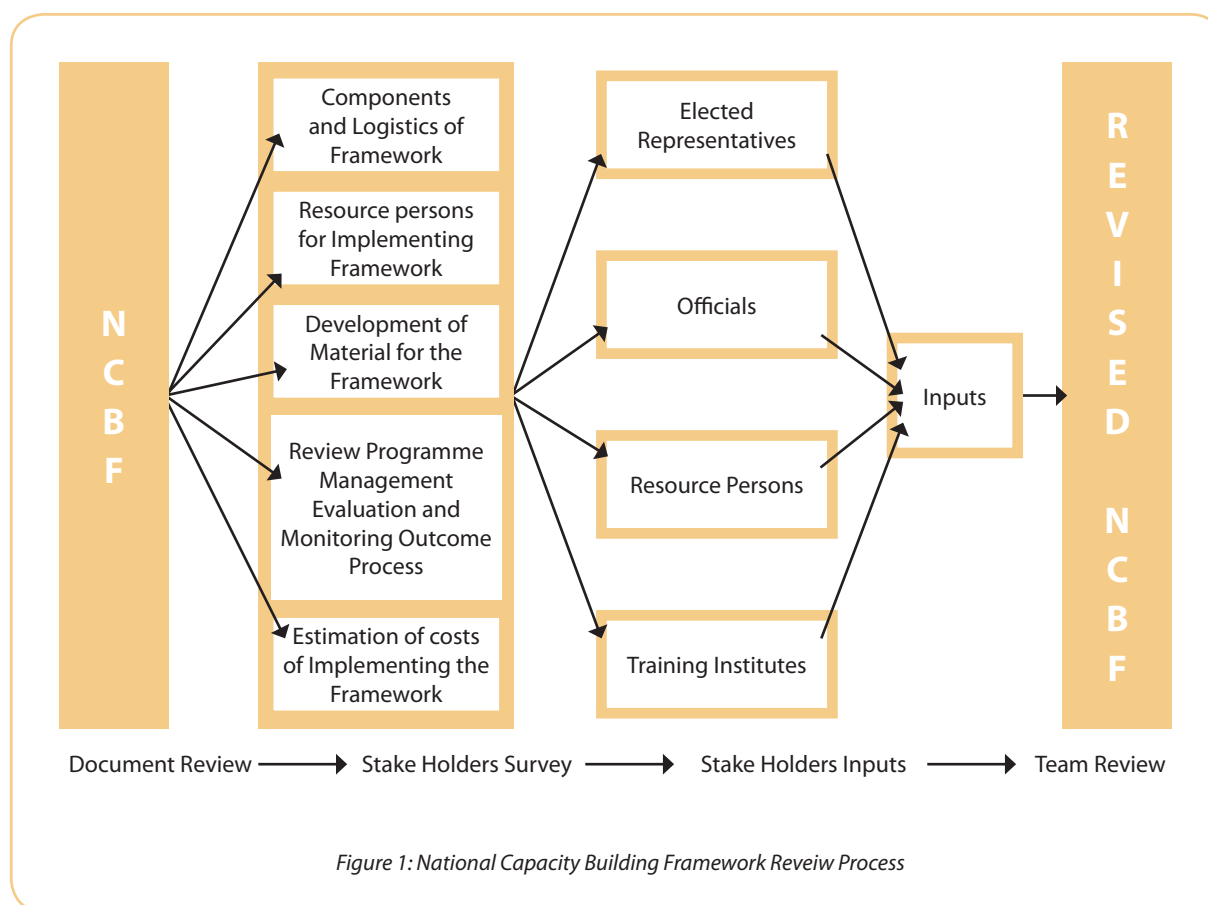 NCBF
Components
and Logistics of
Framework
Resource persons
for Implementing
Framework
Development of
Material for the
Framework
Review Programme
Management
Evaluation and
Monitoring Outcome
Process
Estimation of costs
of Implementing the
Framework
Elected
Representatives
Officials
Resource Persons
Training Institutes
Inputs
REVISED NCBF
Document Review
Stake Holders Survey
Stake Holders Inputs
Team Review
Figure 1: National Capacity Building Framework Reveiw Process